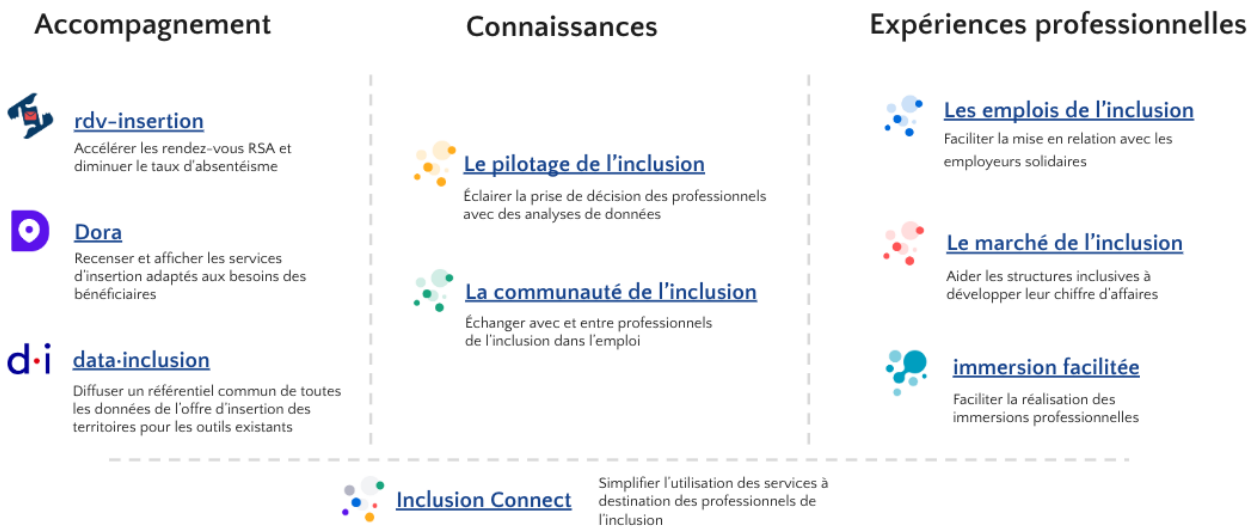 Accompagnement
rdv-insertion
Accélérer les rendez-vous RSA et
diminuer le taux d'absentéisme
Dora
Recenser et afficher les services
d'insertion adaptés aux besoins des
bénéficiaires
d·i
data·inclusion
Diffuser un référentiel commun de toutes
les données de l'offre d'insertion des
territoires pour les outils existants
Connaissances
Le pilotage de l'inclusion
Éclairer la prise de décision des professionnels
avec des analyses de données
La communauté de l'inclusion
Échanger avec et entre professionnels
de l'inclusion dans l'emploi
Expériences professionnelles
Les emplois de l'inclusion
Faciliter la mise en relation avec les
employeurs solidaires
Le marché de l'inclusion
Aider les structures inclusives à
développer leur chiffre d'affaires
immersion facilitée
Faciliter la réalisation des
immersions professionnelles
Inclusion Connect
Simplifier l'utilisation des services à
destination des professionnels de
l'inclusion